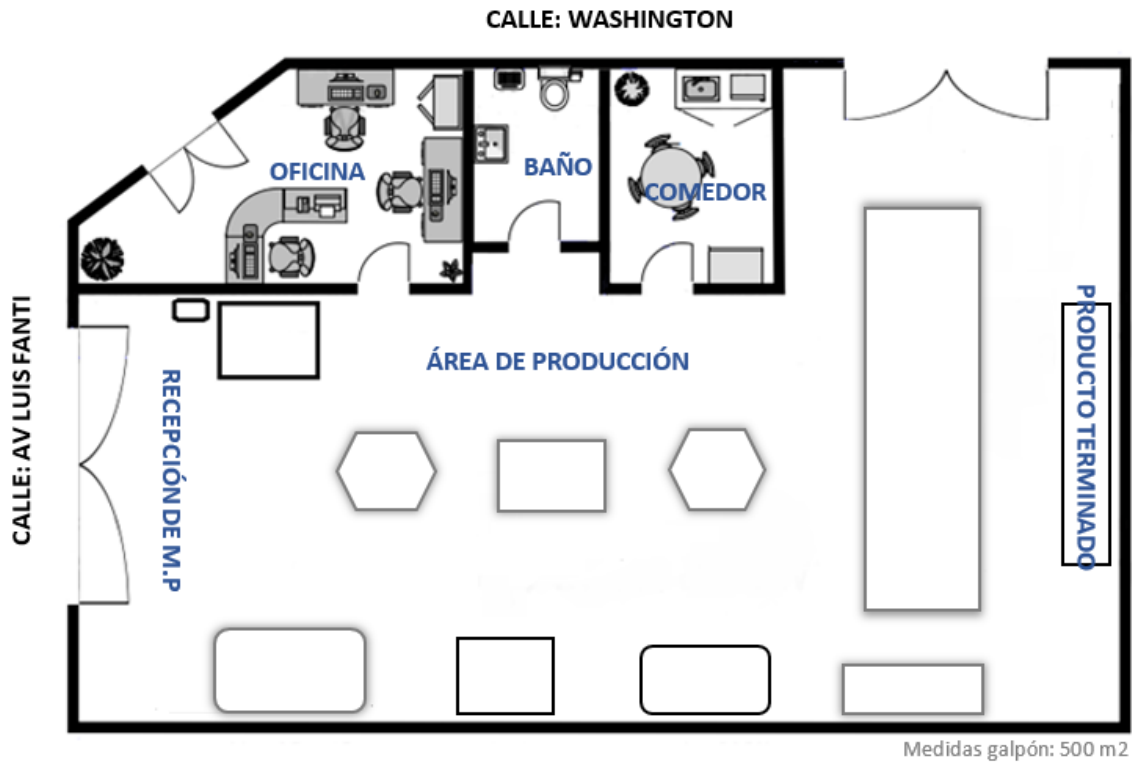 CALLE: WASHINGTON
OFICINA
BAÑO
COMEDOR
CALLE: AV LUIS FANTI
RECEPCIÓN DE M.P
ÁREA DE PRODUCCIÓN
PRODUCTO TERMINADO
Medidas galpón: 500 m2